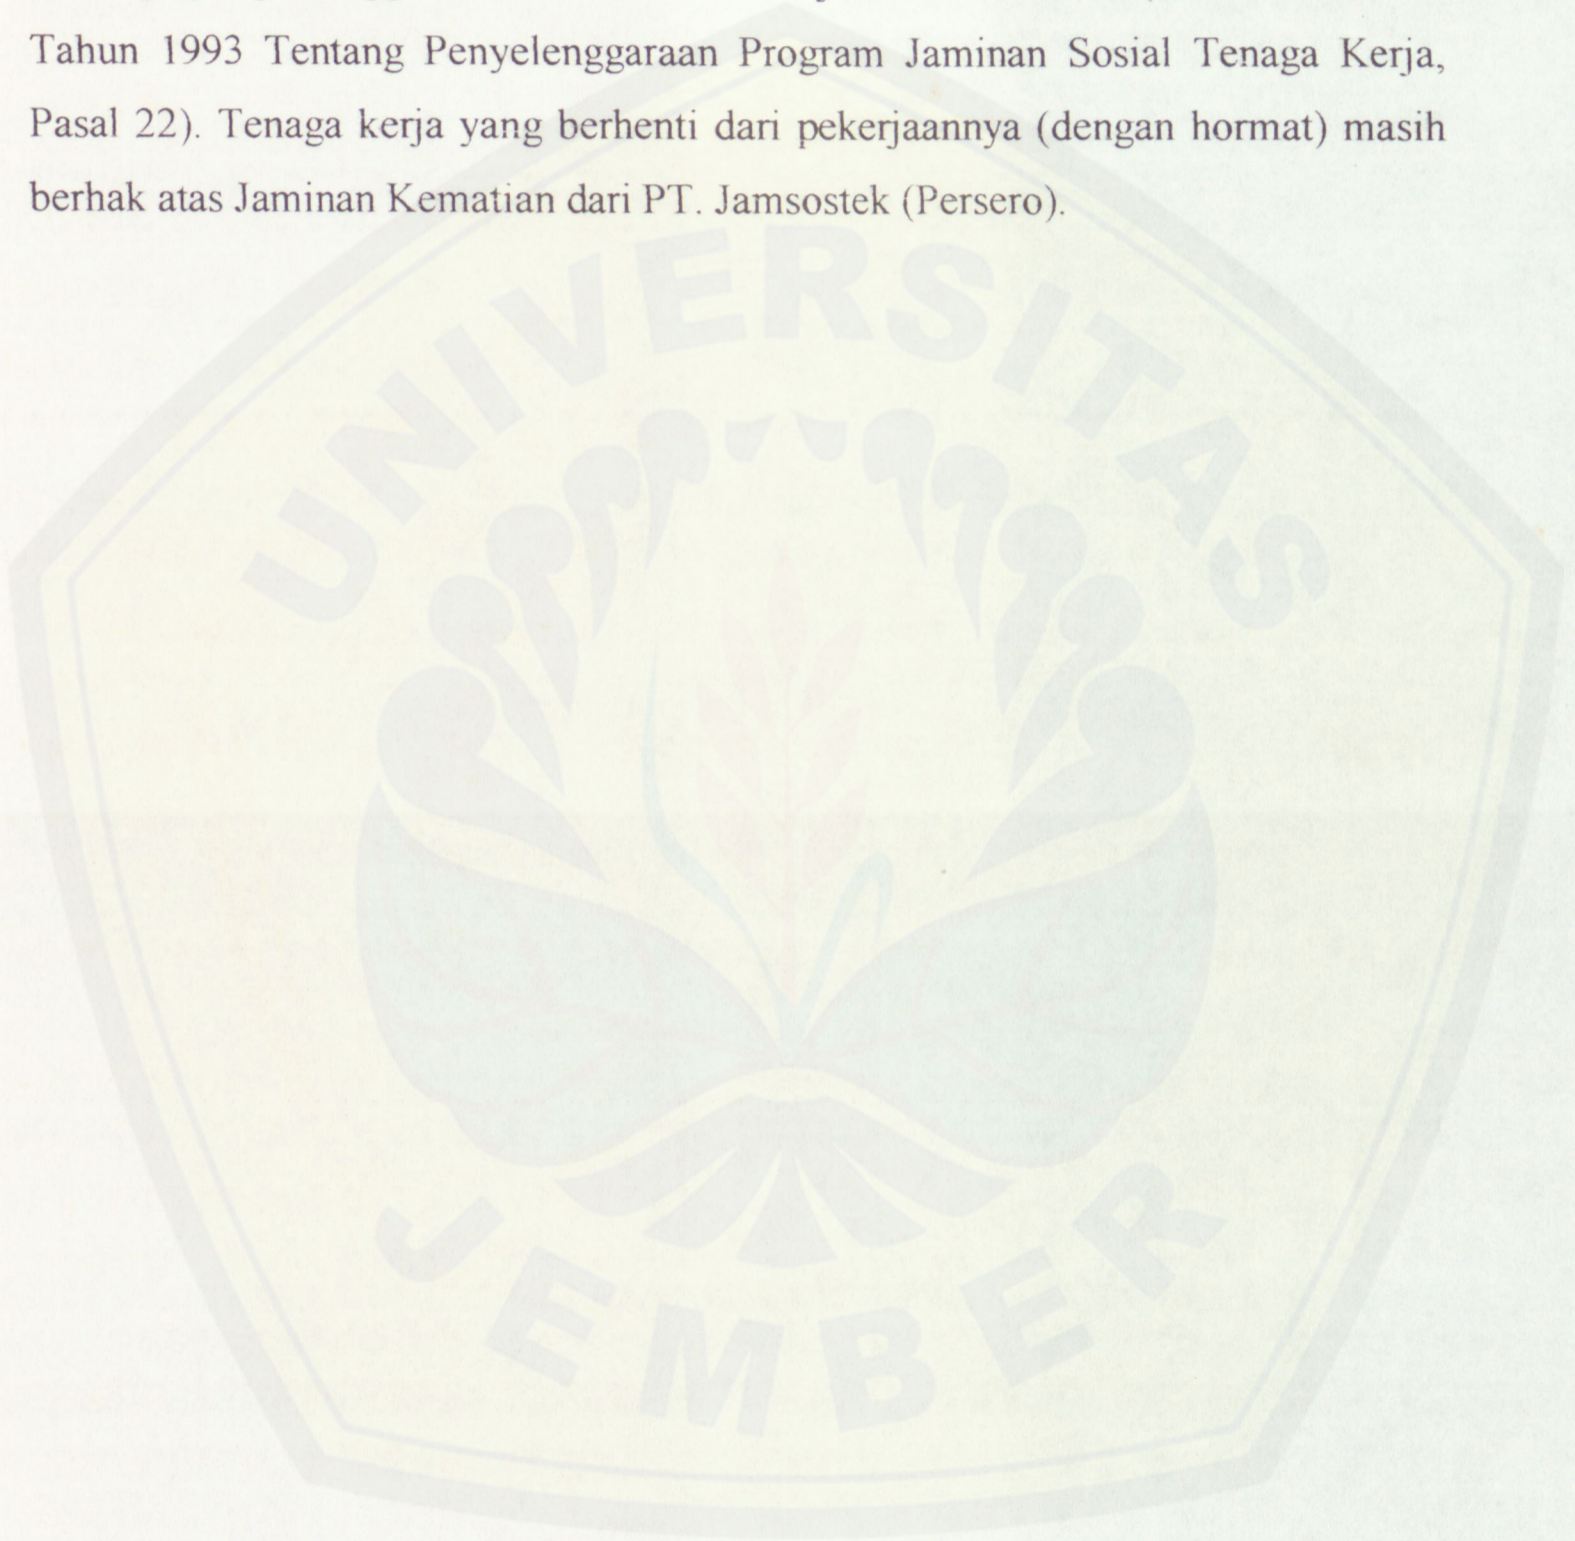 Tahun 1993 Tentang Penyelenggaraan Program Jaminan Sosial Tenaga Kerja,
Pasal 22). Tenaga kerja yang berhenti dari pekerjaannya (dengan hormat) masih
berhak atas Jaminan Kematian dari PT. Jamsostek (Persero).
UNIVERSITAS
JEMBER